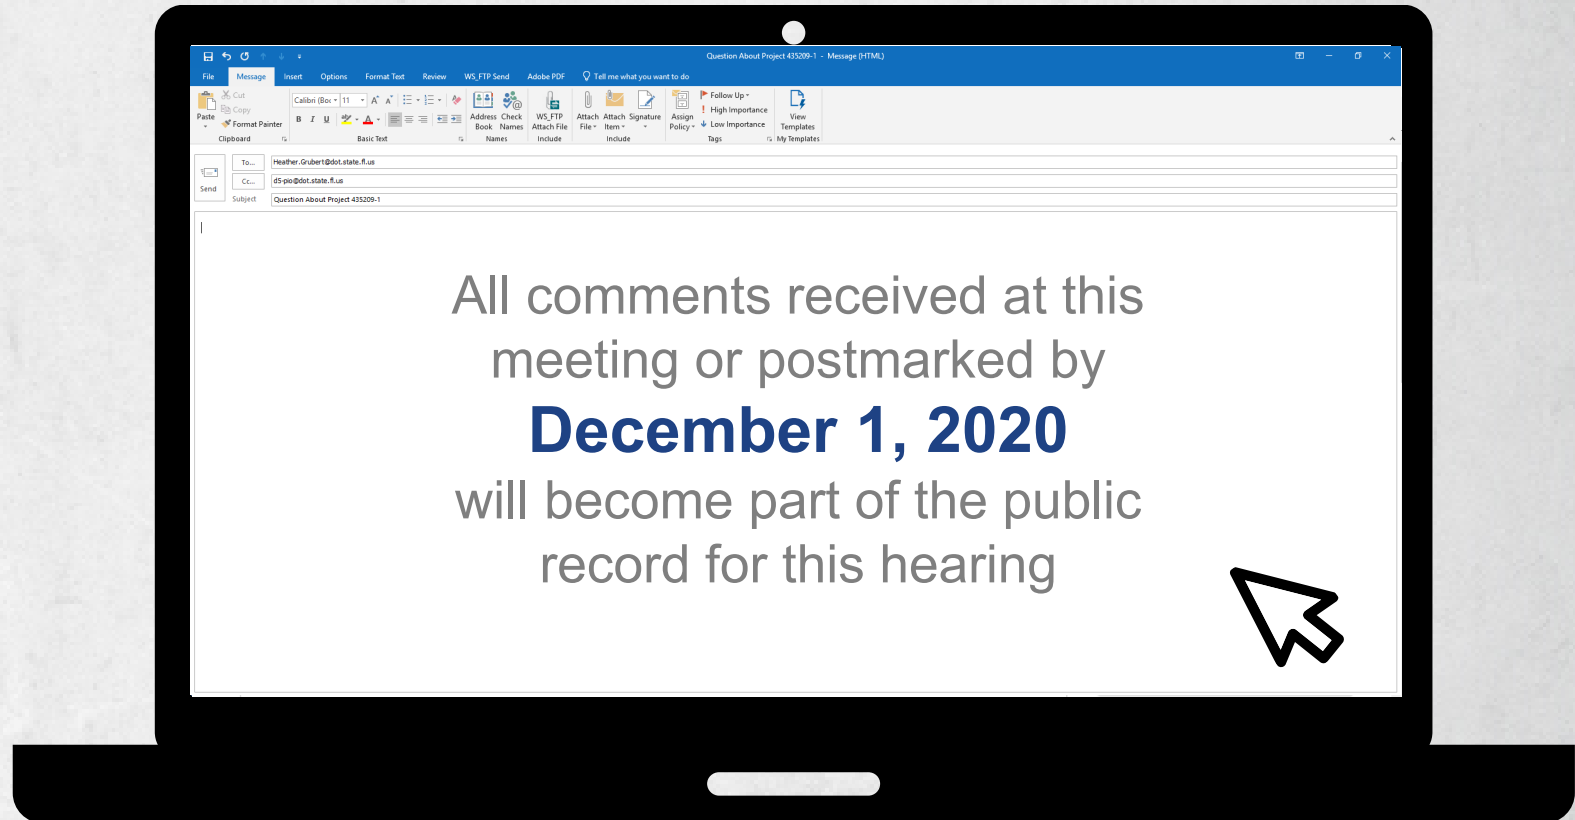 Question About Project 435209-1 - Message (HTML)
File Message Insert Options Format Text Review WS_FTP Send Adobe PDF Tell me what you want to do
Paste
Cut
Copy
Format Painter
Clipboard
Calibri (Boc 11
B I U
Basic Text
Address Book
Check Names
Names
WS_FTP Attach File
Include
Attach File
Attach Item
Signature
Include
Assign Policy
Follow Up
High Importance
Low Importance
Tags
View Templates
My Templates
Send
To... Heather.Grubert@dot.state.fl.us
Cc... d5-pio@dot.state.fl.us
Subject Question About Project 435209-1
All comments received at this
meeting or postmarked by
December 1, 2020
will become part of the public
record for this hearing